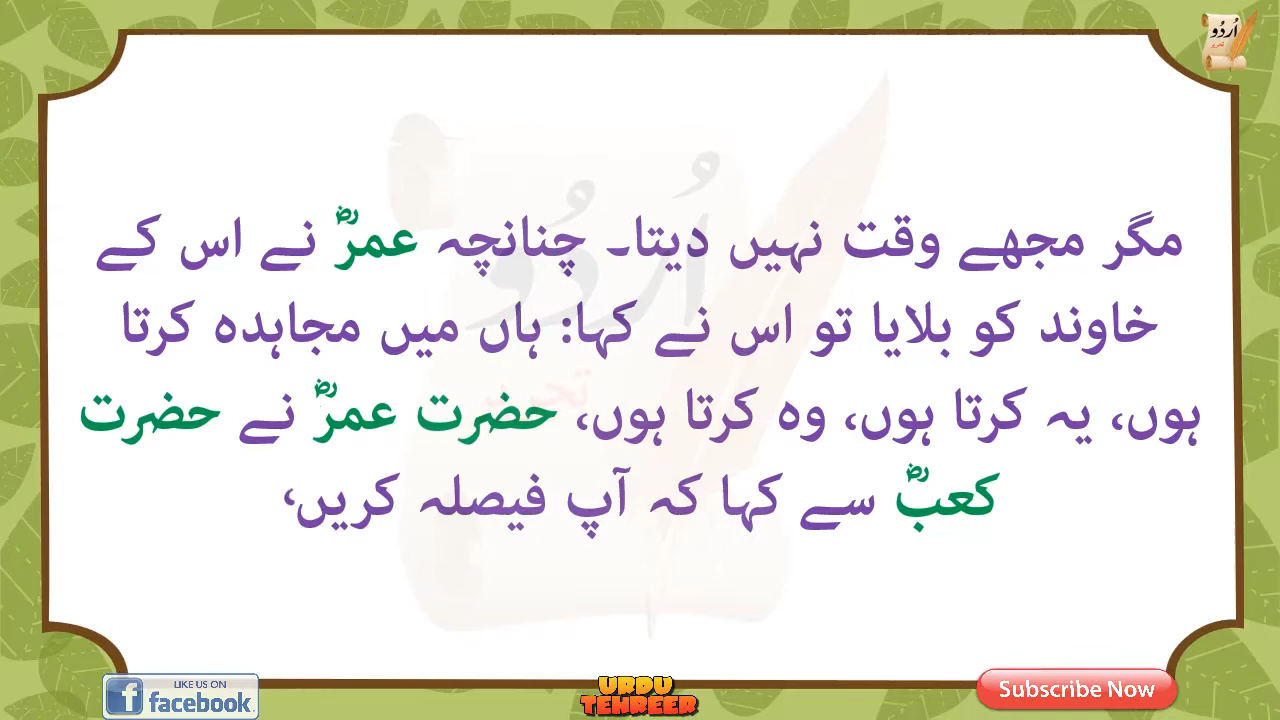 اُردُو
تحریر
مگر مجھے وقت نہیں دیتا۔ چنانچہ عمرؓ نے اس کے
خاوند کو بلایا تو اس نے کہا: ہاں میں مجاہدہ کرتا
ہوں، یہ کرتا ہوں، وہ کرتا ہوں، حضرت عمرؓ نے حضرت
کعبؓ سے کہا کہ آپ فیصلہ کریں،
LIKE US ON
facebook.
URDU
TEHREER
Subscribe Now